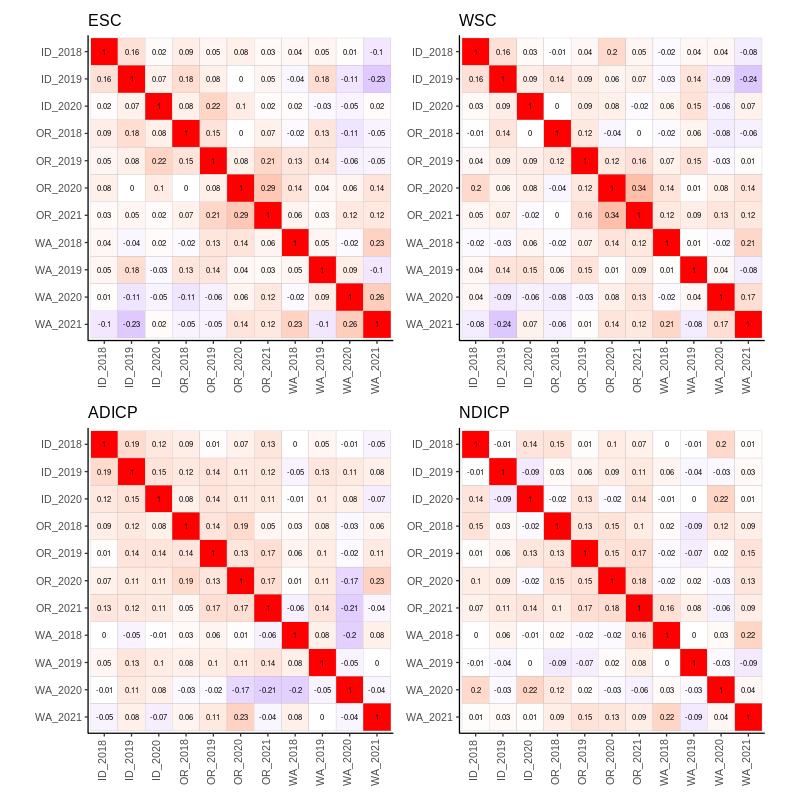 ESC
ID_2018 1 0.16 0.02 0.09 0.05 0.08 0.03 0.04 0.05 0.01 -0.1
ID_2019 0.16 1 0.07 0.18 0.08 0 0.05 -0.04 0.18 -0.11 -0.23
ID_2020 0.02 0.07 1 0.08 0.22 0.1 0.02 0.02 -0.03 -0.05 0.02
OR_2018 0.09 0.18 0.08 1 0.15 0 0.07 -0.02 0.13 -0.11 -0.05
OR_2019 0.05 0.08 0.22 0.15 1 0.08 0.21 0.13 0.14 -0.06 -0.05
OR_2020 0.08 0 0.1 0 0.08 1 0.29 0.14 0.04 0.06 0.14
OR_2021 0.03 0.05 0.02 0.07 0.21 0.29 1 0.06 0.03 0.12 0.12
WA_2018 0.04 -0.04 0.02 -0.02 0.13 0.14 0.06 1 0.05 -0.02 0.23
WA_2019 0.05 0.18 -0.03 0.13 0.14 0.04 0.03 0.05 1 0.09 -0.1
WA_2020 0.01 -0.11 -0.05 -0.11 -0.06 0.06 0.12 -0.02 0.09 1 0.26
WA_2021 -0.1 -0.23 0.02 -0.05 -0.05 0.14 0.12 0.23 -0.1 0.26 1
ID_2018 ID_2019 ID_2020 OR_2018 OR_2019 OR_2020 OR_2021 WA_2018 WA_2019 WA_2020 WA_2021
WSC
ID_2018 1 0.16 0.03 -0.01 0.04 0.2 0.05 -0.02 0.04 0.04 -0.08
ID_2019 0.16 1 0.09 0.14 0.09 0.06 0.07 -0.03 0.14 -0.09 -0.24
ID_2020 0.03 0.09 1 0 0.09 0.08 -0.02 0.06 0.15 -0.06 0.07
OR_2018 -0.01 0.14 0 1 0.12 -0.04 0 -0.02 0.06 -0.08 -0.06
OR_2019 0.04 0.09 0.09 0.12 1 0.12 0.16 0.07 0.15 -0.03 0.01
OR_2020 0.2 0.06 0.08 -0.04 0.12 1 0.34 0.14 0.01 0.08 0.14
OR_2021 0.05 0.07 -0.02 0 0.16 0.34 1 0.12 0.09 0.13 0.12
WA_2018 -0.02 -0.03 0.06 -0.02 0.07 0.14 0.12 1 0.01 -0.02 0.21
WA_2019 0.04 0.14 0.15 0.06 0.15 0.01 0.09 0.01 1 0.04 -0.08
WA_2020 0.04 -0.09 -0.06 -0.08 -0.03 0.08 0.13 -0.02 0.04 1 0.17
WA_2021 -0.08 -0.24 0.07 -0.06 0.01 0.14 0.12 0.21 -0.08 0.17 1
ID_2018 ID_2019 ID_2020 OR_2018 OR_2019 OR_2020 OR_2021 WA_2018 WA_2019 WA_2020 WA_2021
ADICP
ID_2018 1 0.19 0.12 0.09 0.01 0.07 0.13 0 0.05 -0.01 -0.05
ID_2019 0.19 1 0.15 0.12 0.14 0.11 0.12 -0.05 0.13 0.11 0.08
ID_2020 0.12 0.15 1 0.08 0.14 0.11 0.11 -0.01 0.1 0.08 -0.07
OR_2018 0.09 0.12 0.08 1 0.14 0.19 0.05 0.03 0.08 -0.03 0.06
OR_2019 0.01 0.14 0.14 0.14 1 0.13 0.17 0.06 0.1 -0.02 0.11
OR_2020 0.07 0.11 0.11 0.19 0.13 1 0.17 0.01 0.11 -0.17 0.23
OR_2021 0.13 0.12 0.11 0.05 0.17 0.17 1 -0.06 0.14 -0.21 -0.04
WA_2018 0 -0.05 -0.01 0.03 0.06 0.01 -0.06 1 0.08 -0.2 0.08
WA_2019 0.05 0.13 0.1 0.08 0.1 0.11 0.14 0.08 1 -0.05 0
WA_2020 -0.01 0.11 0.08 -0.03 -0.02 -0.17 -0.21 -0.2 -0.05 1 -0.04
WA_2021 -0.05 0.08 -0.07 0.06 0.11 0.23 -0.04 0.08 0 -0.04 1
ID_2018 ID_2019 ID_2020 OR_2018 OR_2019 OR_2020 OR_2021 WA_2018 WA_2019 WA_2020 WA_2021
NDICP
ID_2018 1 -0.01 0.14 0.15 0.01 0.1 0.07 0 -0.01 0.2 0.01
ID_2019 -0.01 1 -0.09 0.03 0.06 0.09 0.11 0.06 -0.04 -0.03 0.03
ID_2020 0.14 -0.09 1 -0.02 0.13 -0.02 0.14 -0.01 0 0.22 0.01
OR_2018 0.15 0.03 -0.02 1 0.13 0.15 0.1 0.02 -0.09 0.12 0.09
OR_2019 0.01 0.06 0.13 0.13 1 0.15 0.17 -0.02 -0.07 0.02 0.15
OR_2020 0.1 0.09 -0.02 0.15 0.15 1 0.18 -0.02 0.02 -0.03 0.13
OR_2021 0.07 0.11 0.14 0.1 0.17 0.18 1 0.16 0.08 -0.06 0.09
WA_2018 0 0.06 -0.01 0.02 -0.02 -0.02 0.16 1 0 0.03 0.22
WA_2019 -0.01 -0.04 0 -0.09 -0.07 0.02 0.08 0 1 -0.03 -0.09
WA_2020 0.2 -0.03 0.22 0.12 0.02 -0.03 -0.06 0.03 -0.03 1 0.04
WA_2021 0.01 0.03 0.01 0.09 0.15 0.13 0.09 0.22 -0.09 0.04 1
ID_2018 ID_2019 ID_2020 OR_2018 OR_2019 OR_2020 OR_2021 WA_2018 WA_2019 WA_2020 WA_2021